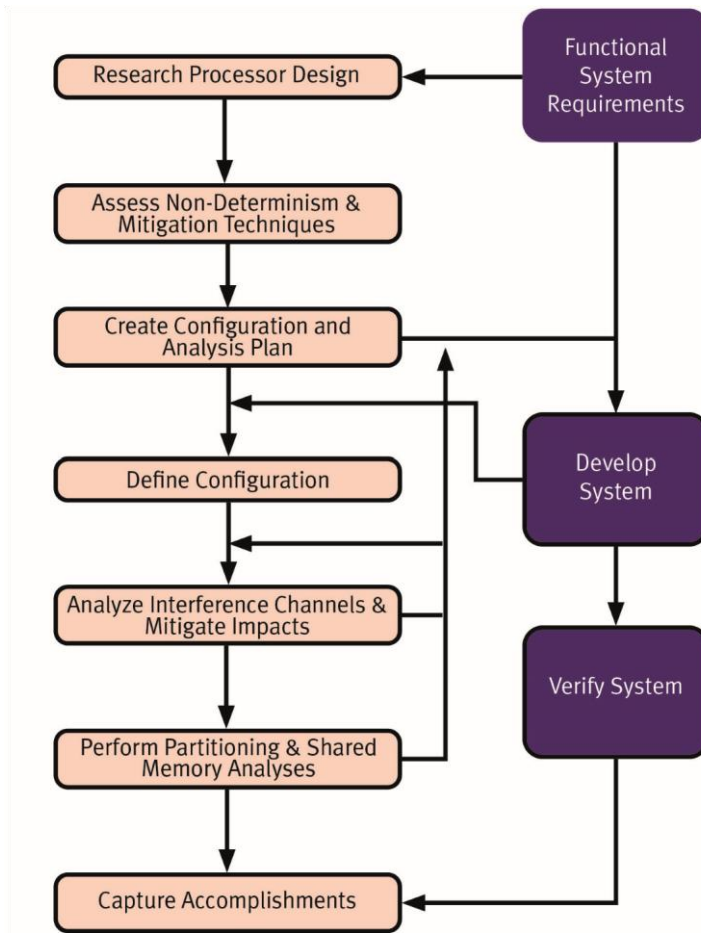 Research Processor Design
Functional
System
Requirements
Assess Non-Determinism &
Mitigation Techniques
Create Configuration and
Analysis Plan
Define Configuration
Develop
System
Analyze Interference Channels &
Mitigate Impacts
Verify System
Perform Partitioning & Shared
Memory Analyses
Capture Accomplishments